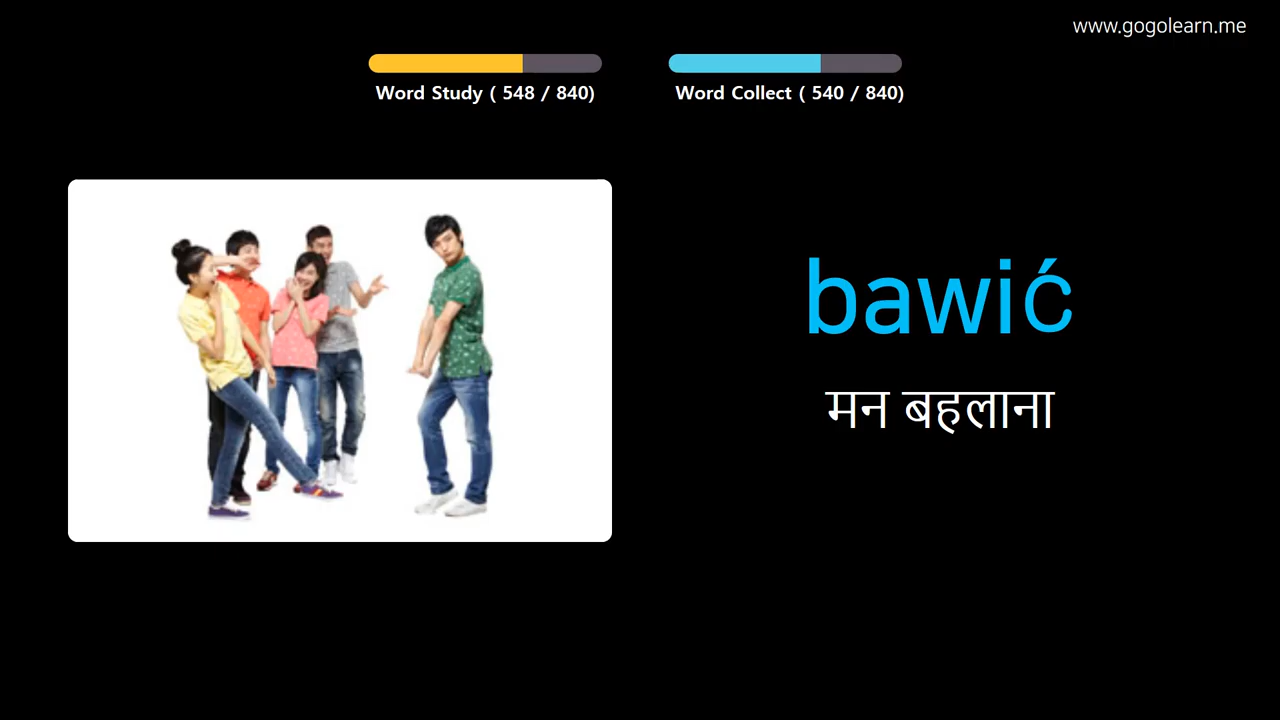 www.gogolearn.me
Word Study ( 548 / 840)
Word Collect ( 540 / 840)
bawić
मन बहलाना